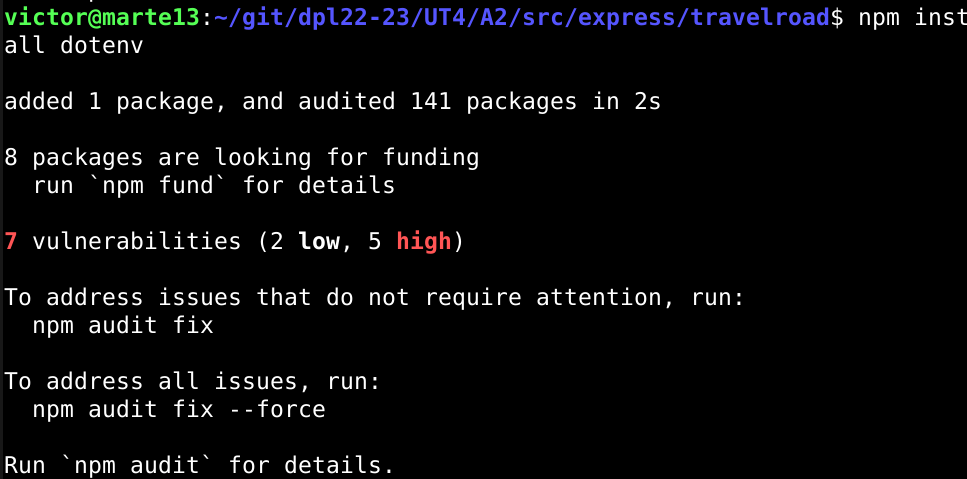 victor@marte13:~/git/dpl22-23/UT4/A2/src/express/travelroad$ npm inst
all dotenv
added 1 package, and audited 141 packages in 2s
8 packages are looking for funding
  run `npm fund` for details
7 vulnerabilities (2 low, 5 high)
To address issues that do not require attention, run:
  npm audit fix
To address all issues, run:
  npm audit fix --force
Run `npm audit` for details.